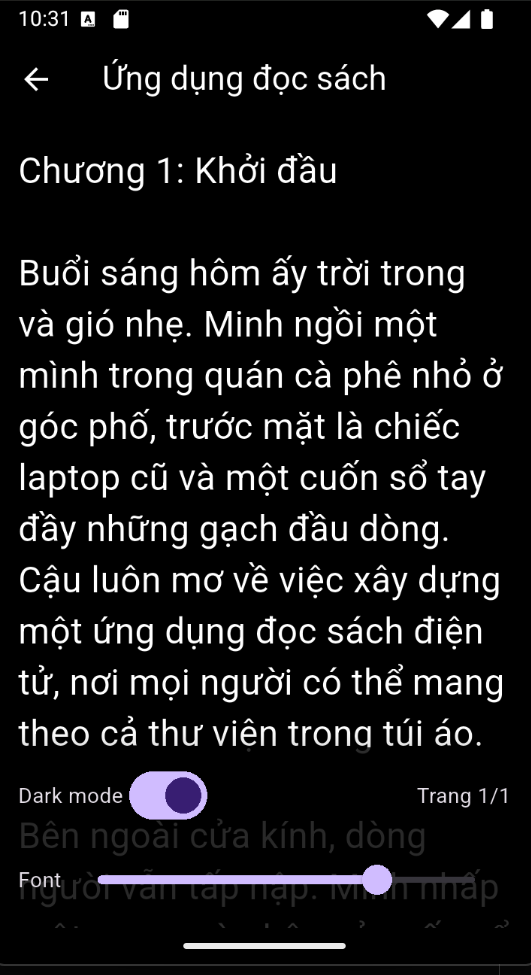 10:31
Ứng dụng đọc sách
Chương 1: Khởi đầu
Buổi sáng hôm ấy trời trong
và gió nhẹ. Minh ngồi một
mình trong quán cà phê nhỏ ở
góc phố, trước mặt là chiếc
laptop cũ và một cuốn sổ tay
đầy những gạch đầu dòng.
Cậu luôn mơ về việc xây dựng
một ứng dụng đọc sách điện
tử, nơi mọi người có thể mang
theo cả thư viện trong túi áo.
Dark mode Trang 1/1
Bên ngoài cửa kính, dòng
Font
người vẫn tấp nập. Minh nhấp